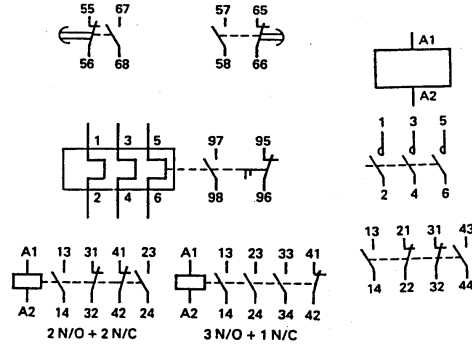 55 67 57 65
56 68 58 66
A1
A2
1 3 5
2 4 6
97 95
98 96
1 3 5
2 4 6
13 21 31 43
14 22 32 44
A1 13 31 41 23
A2 14 32 42 24
2 N/O + 2 N/C
A1 13 23 33 41
A2 14 24 34 42
3 N/O + 1 N/C